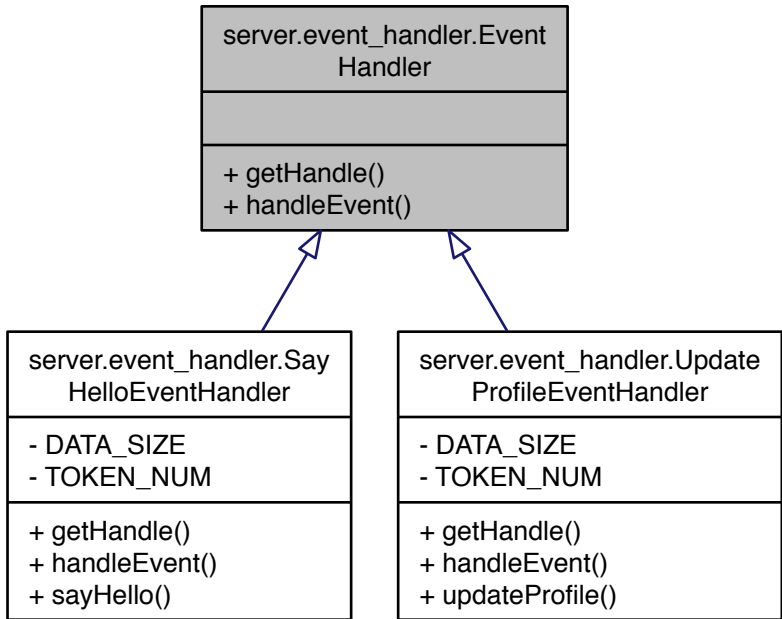 server.event_handler.Event
Handler
+ getHandle()
+ handleEvent()
server.event_handler.Say
HelloEventHandler
- DATA_SIZE
- TOKEN_NUM
+ getHandle()
+ handleEvent()
+ sayHello()
server.event_handler.Update
ProfileEventHandler
- DATA_SIZE
- TOKEN_NUM
+ getHandle()
+ handleEvent()
+ updateProfile()